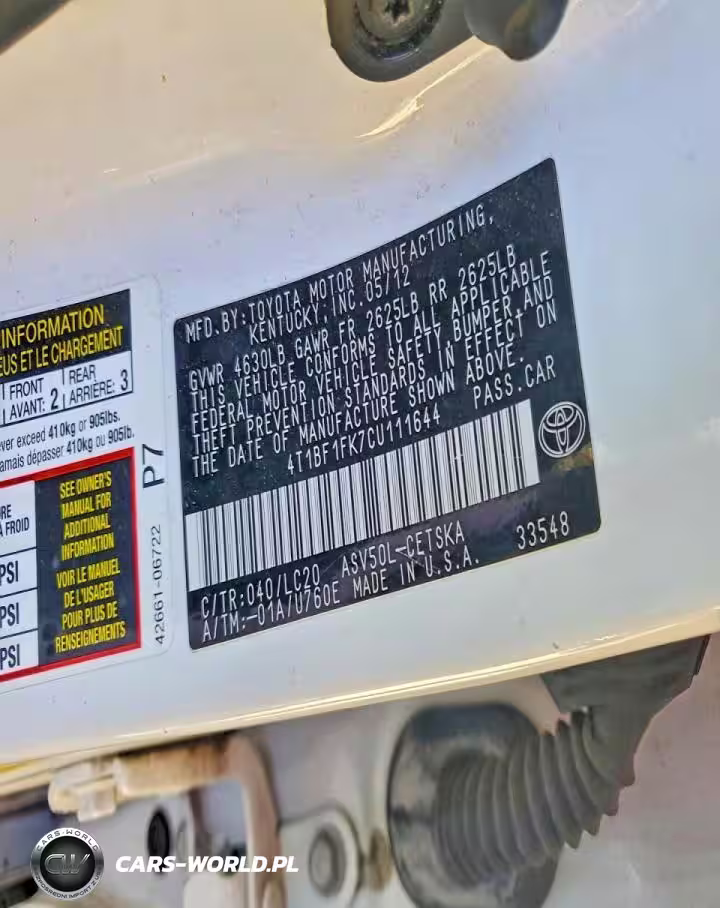 INFORMATION
EUS ET LE CHARGEMENT
FRONT
AVANT: 2
REAR
ARRIÈRE: 3
ever exceed 410kg or 905lbs.
amais dépasser 410kg ou 905lb.
À FROID
PSI
PSI
PSI
SEE OWNER'S
MANUAL FOR
ADDITIONAL
INFORMATION
VOIR LE MANUEL
DE L'USAGER
POUR PLUS DE
RENSEIGNEMENTS
P7
42661-06722
MFD.BY:TOYOTA MOTOR MANUFACTURING,
KENTUCKY,INC.05/12
GVWR 4630LB GAWR FR 2625LB RR 2625LB
THIS VEHICLE CONFORMS TO ALL APPLICABLE
FEDERAL MOTOR VEHICLE SAFETY,BUMPER,AND
THEFT PREVENTION STANDARDS IN EFFECT ON
THE DATE OF MANUFACTURE SHOWN ABOVE.
4T1BF1FK7CU111644 PASS.CAR
C/TR:040/LC20 ASV50L-CETSKA 33548
A/TM:-01A/U760E MADE IN U.S.A.
CARS-WORLD
CW
CARS-WORLD.PL